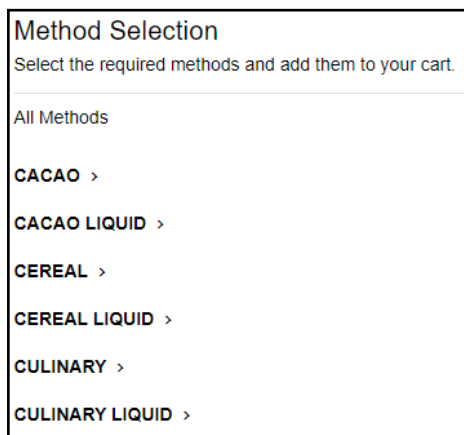 Method Selection
Select the required methods and add them to your cart.
All Methods
CACAO >
CACAO LIQUID >
CEREAL >
CEREAL LIQUID >
CULINARY >
CULINARY LIQUID >